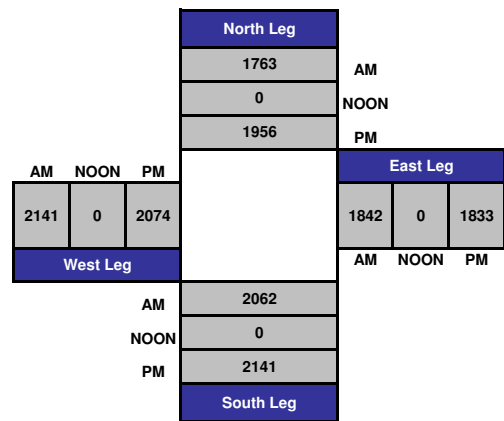 North Leg
1763 AM
0 NOON
1956 PM
AM NOON PM East Leg
2141 0 2074 1842 0 1833
West Leg AM NOON PM
AM 2062
NOON 0
PM 2141
South Leg